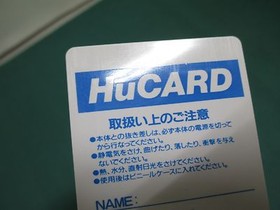 HuCARD
取扱い上のご注意
●本体との抜き差しは、必ず本体の電源を切って
から行なってください。
●静電気をさけ、曲げたり、落したり、衝撃を与え
ないでください。
●熱、水分、直射日光をさけてください。
●使用後はビニールケースに入れてください。
NAME: